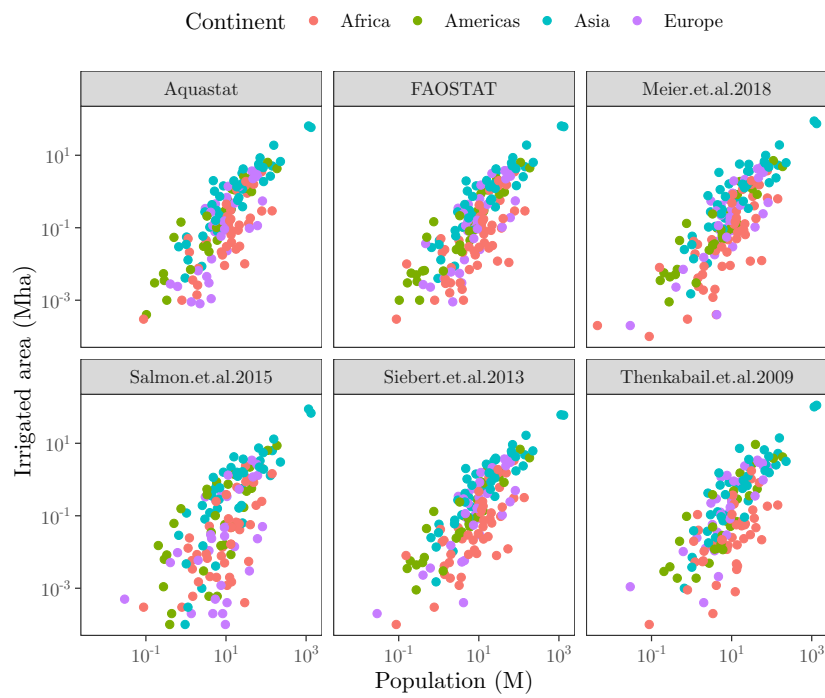 Continent Africa Americas Asia Europe
Aquastat FAOSTAT Meier.et.al.2018
10^1
10^-1
10^-3
Salmon.et.al.2015 Siebert.et.al.2013 Thenkabail.et.al.2009
10^1
10^-1
10^-3
10^-1 10^1 10^3 10^-1 10^1 10^3 10^-1 10^1 10^3
Population (M)
Irrigated area (Mha)